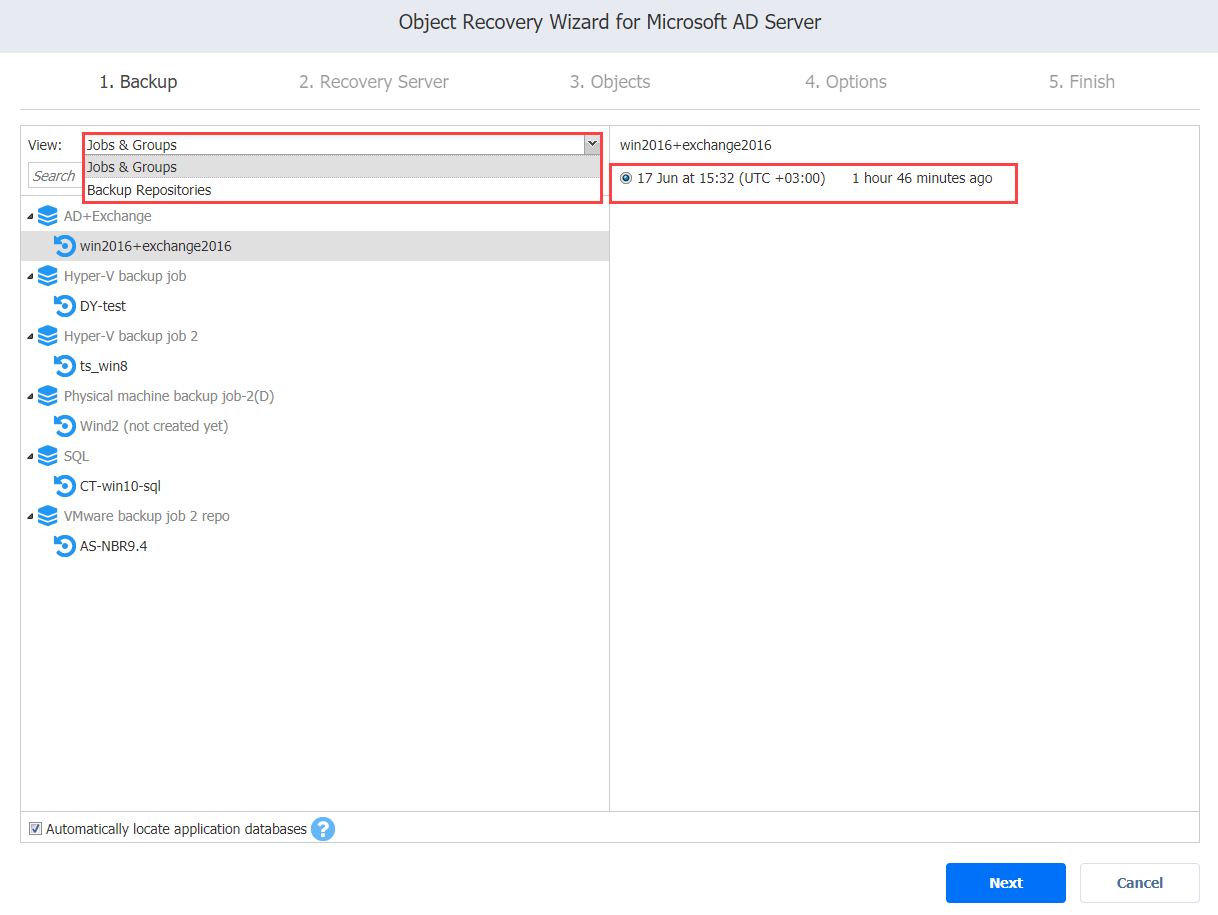 Object Recovery Wizard for Microsoft AD Server
1. Backup 2. Recovery Server 3. Objects 4. Options 5. Finish
View: Jobs & Groups
Jobs & Groups
Backup Repositories
Search
AD+Exchange
win2016+exchange2016
Hyper-V backup job
DY-test
Hyper-V backup job 2
ts_win8
Physical machine backup job-2(D)
Wind2 (not created yet)
SQL
CT-win10-sql
VMware backup job 2 repo
AS-NBR9.4
win2016+exchange2016
17 Jun at 15:32 (UTC +03:00) 1 hour 46 minutes ago
Automatically locate application databases ?
Next Cancel